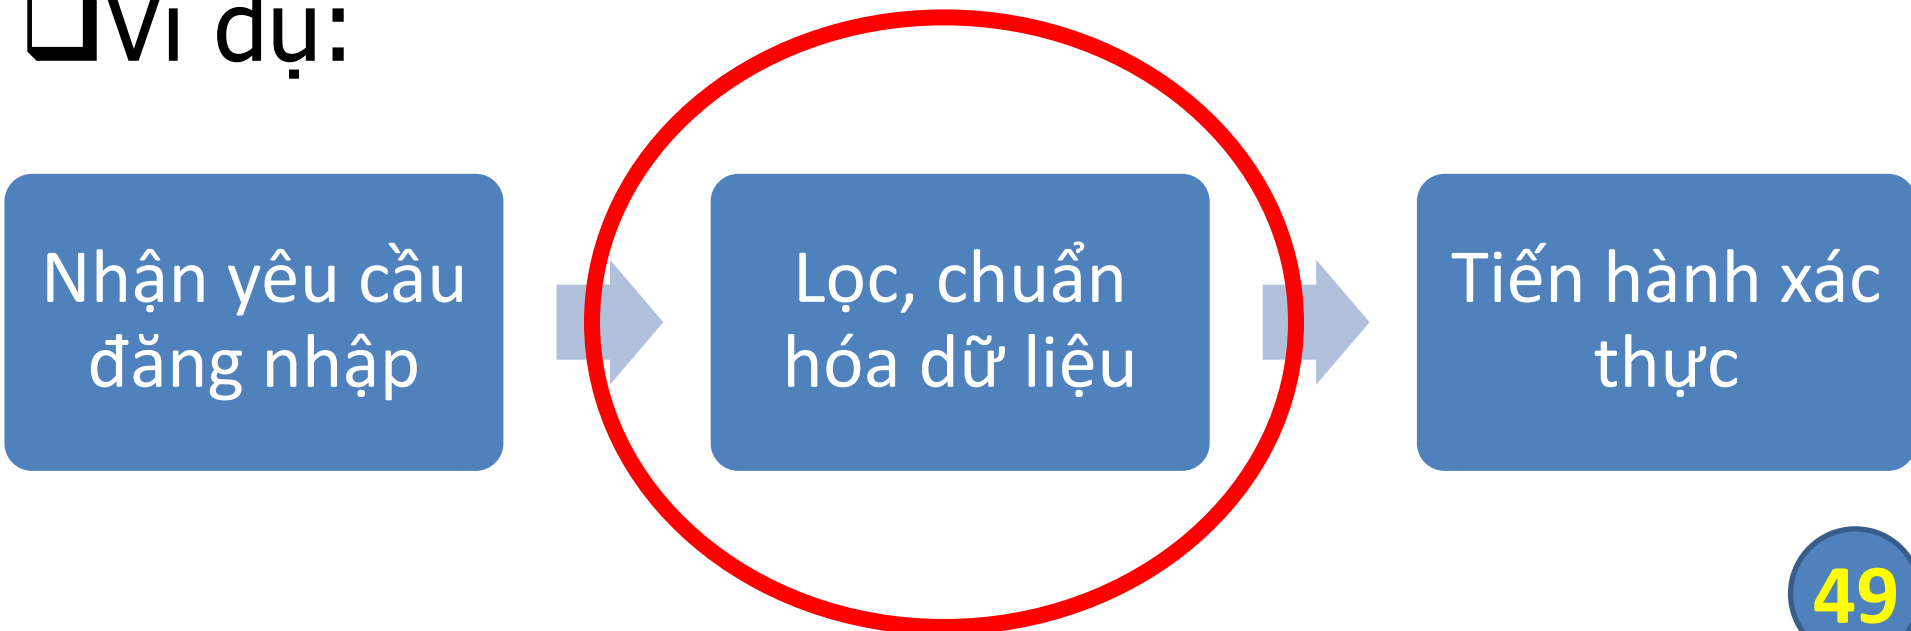 ❑Ví dụ:
Nhận yêu cầu
đăng nhập
Lọc, chuẩn
hóa dữ liệu
Tiến hành xác
thực
49